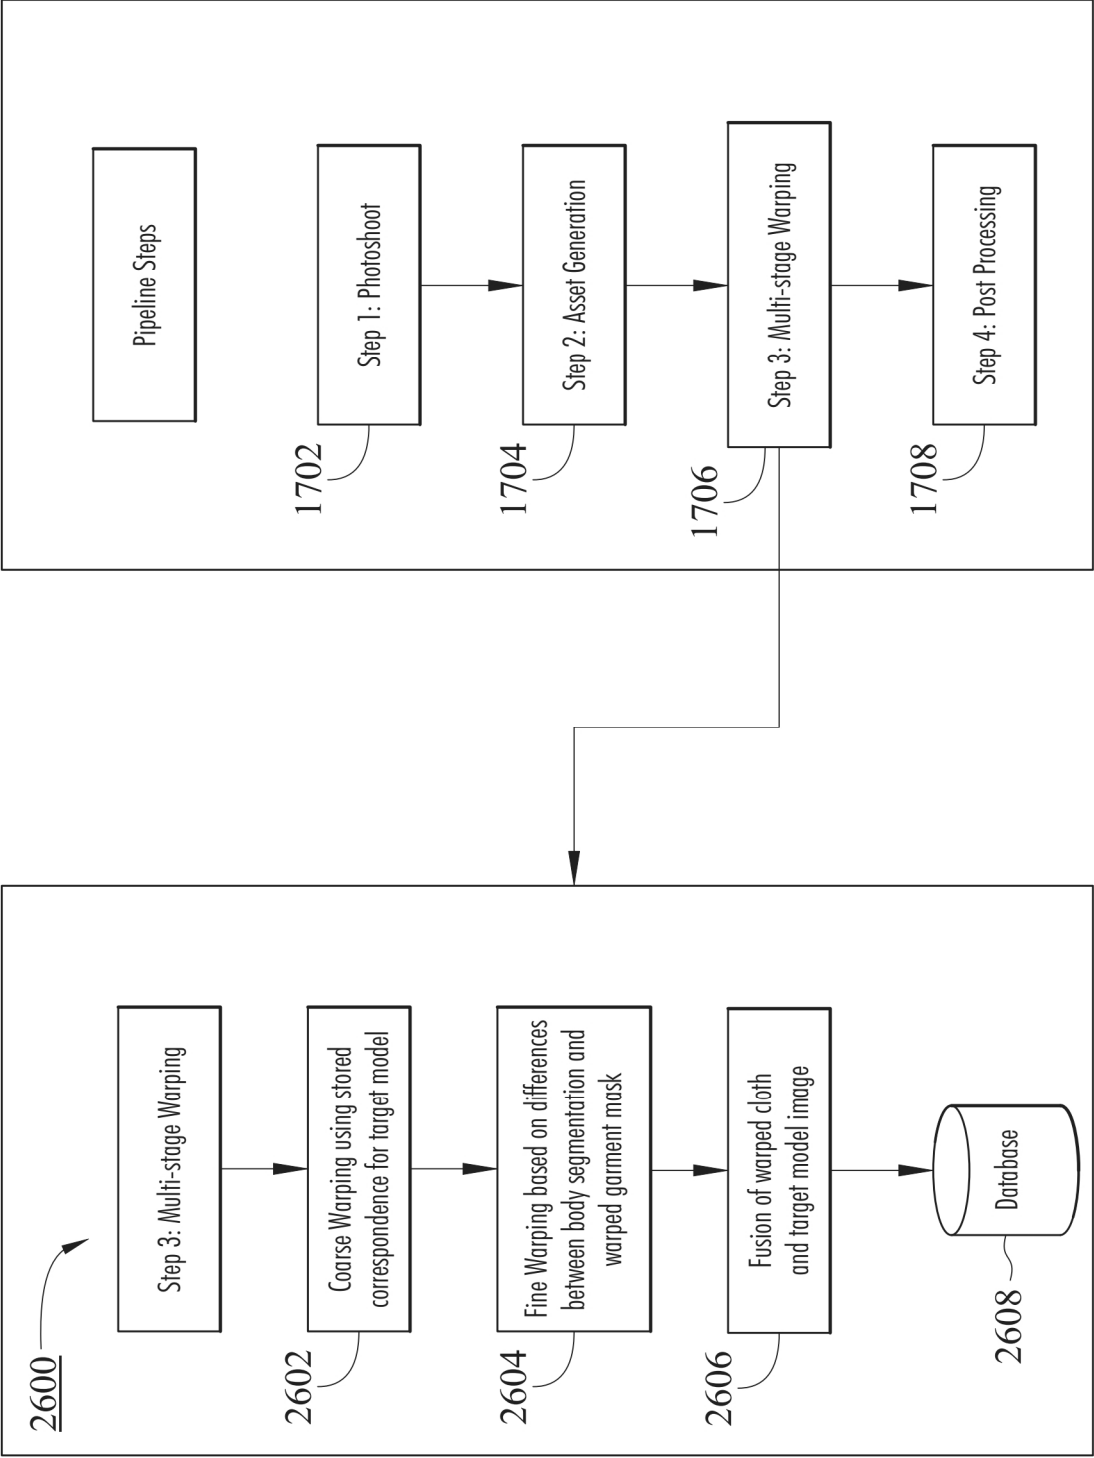 2600
Step 3: Multi-stage Warping
2602
Coarse Warping using stored
correspondence for target model
2604
Fine Warping based on differences
between body segmentation and
warped garment mask
2606
Fusion of warped cloth
and target model image
Database
2608
Pipeline Steps
Step 1: Photoshoot
1702
Step 2: Asset Generation
1704
Step 3: Multi-stage Warping
1706
Step 4: Post Processing
1708